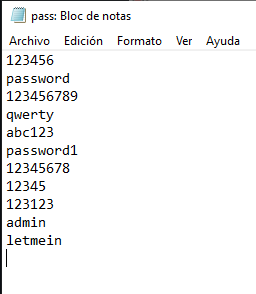 pass: Bloc de notas
Archivo Edición Formato Ver Ayuda
123456
password
123456789
qwerty
abc123
password1
12345678
12345
123123
admin
letmein